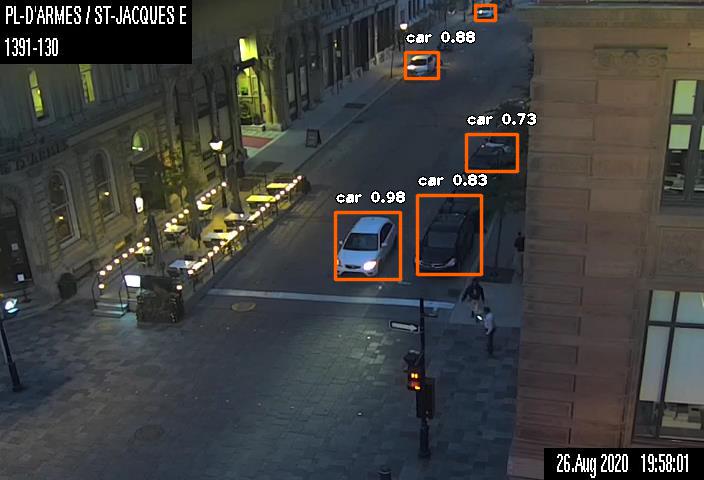 PL-D'ARMES / ST-JACQUES E
1391-130
car 0.88
car 0.73
car 0.83
car 0.98
26.Aug 2020 19:58:01